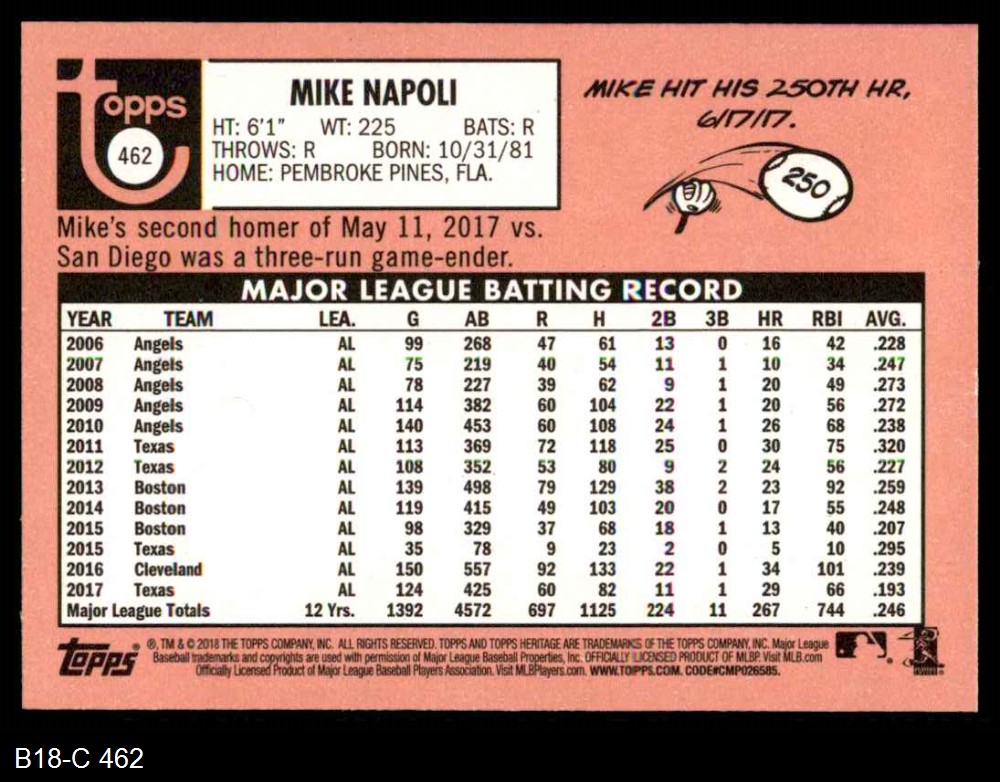 Topps
462
MIKE NAPOLI
HT: 6'1" WT: 225 BATS: R
THROWS: R BORN: 10/31/81
HOME: PEMBROKE PINES, FLA.
MIKE HIT HIS 250TH HR,
6/17/17.
250
Mike's second homer of May 11, 2017 vs.
San Diego was a three-run game-ender.
MAJOR LEAGUE BATTING RECORD
YEAR TEAM LEA. G AB R H 2B 3B HR RBI AVG.
2006 Angels AL 99 268 47 61 13 0 16 42 .228
2007 Angels AL 75 219 40 54 11 1 10 34 .247
2008 Angels AL 78 227 39 62 9 1 20 49 .273
2009 Angels AL 114 382 60 104 22 1 20 56 .272
2010 Angels AL 140 453 60 108 24 1 26 68 .238
2011 Texas AL 113 369 72 118 25 0 30 75 .320
2012 Texas AL 108 352 53 80 9 2 24 56 .227
2013 Boston AL 139 498 79 129 38 2 23 92 .259
2014 Boston AL 119 415 49 103 20 0 17 55 .248
2015 Boston AL 98 329 37 68 18 1 13 40 .207
2015 Texas AL 35 78 9 23 2 0 5 10 .295
2016 Cleveland AL 150 557 92 133 22 1 34 101 .239
2017 Texas AL 124 425 60 82 11 1 29 66 .193
Major League Totals 12 Yrs. 1392 4572 697 1125 224 11 267 744 .246
Topps
®, TM & © 2018 THE TOPPS COMPANY, INC. ALL RIGHTS RESERVED. TOPPS AND TOPPS HERITAGE ARE TRADEMARKS OF THE TOPPS COMPANY, INC. Major League
Baseball trademarks and copyrights are used with permission of Major League Baseball Properties, Inc. OFFICIALLY LICENSED PRODUCT OF MLBP. Visit MLB.com
Officially Licensed Product of Major League Baseball Players Association. Visit MLBPlayers.com. WWW.TOPPS.COM. CODE#CMP026585.
B18-C 462